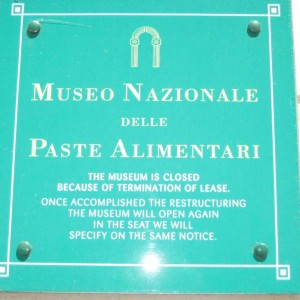 MUSEO NAZIONALE
DELLE
PASTE ALIMENTARI
THE MUSEUM IS CLOSED
BECAUSE OF TERMINATION OF LEASE.
ONCE ACCOMPLISHED THE RESTRUCTURING
THE MUSEUM WILL OPEN AGAIN
IN THE SEAT WE WILL
SPECIFY ON THE SAME NOTICE.